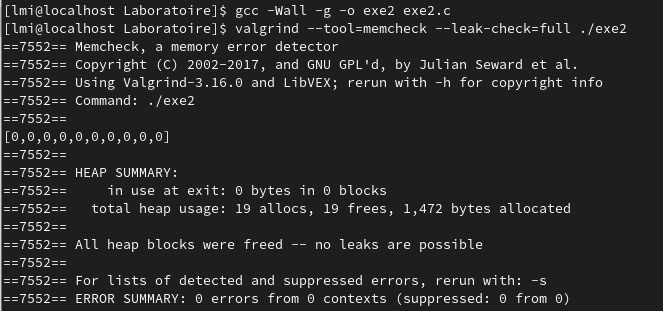 [lmi@localhost Laboratoire]$ gcc -Wall -g -o exe2 exe2.c
[lmi@localhost Laboratoire]$ valgrind --tool=memcheck --leak-check=full ./exe2
==7552== Memcheck, a memory error detector
==7552== Copyright (C) 2002-2017, and GNU GPL'd, by Julian Seward et al.
==7552== Using Valgrind-3.16.0 and LibVEX; rerun with -h for copyright info
==7552== Command: ./exe2
==7552==
[0,0,0,0,0,0,0,0,0,0]
==7552==
==7552== HEAP SUMMARY:
==7552==     in use at exit: 0 bytes in 0 blocks
==7552==   total heap usage: 19 allocs, 19 frees, 1,472 bytes allocated
==7552==
==7552== All heap blocks were freed -- no leaks are possible
==7552==
==7552== For lists of detected and suppressed errors, rerun with: -s
==7552== ERROR SUMMARY: 0 errors from 0 contexts (suppressed: 0 from 0)